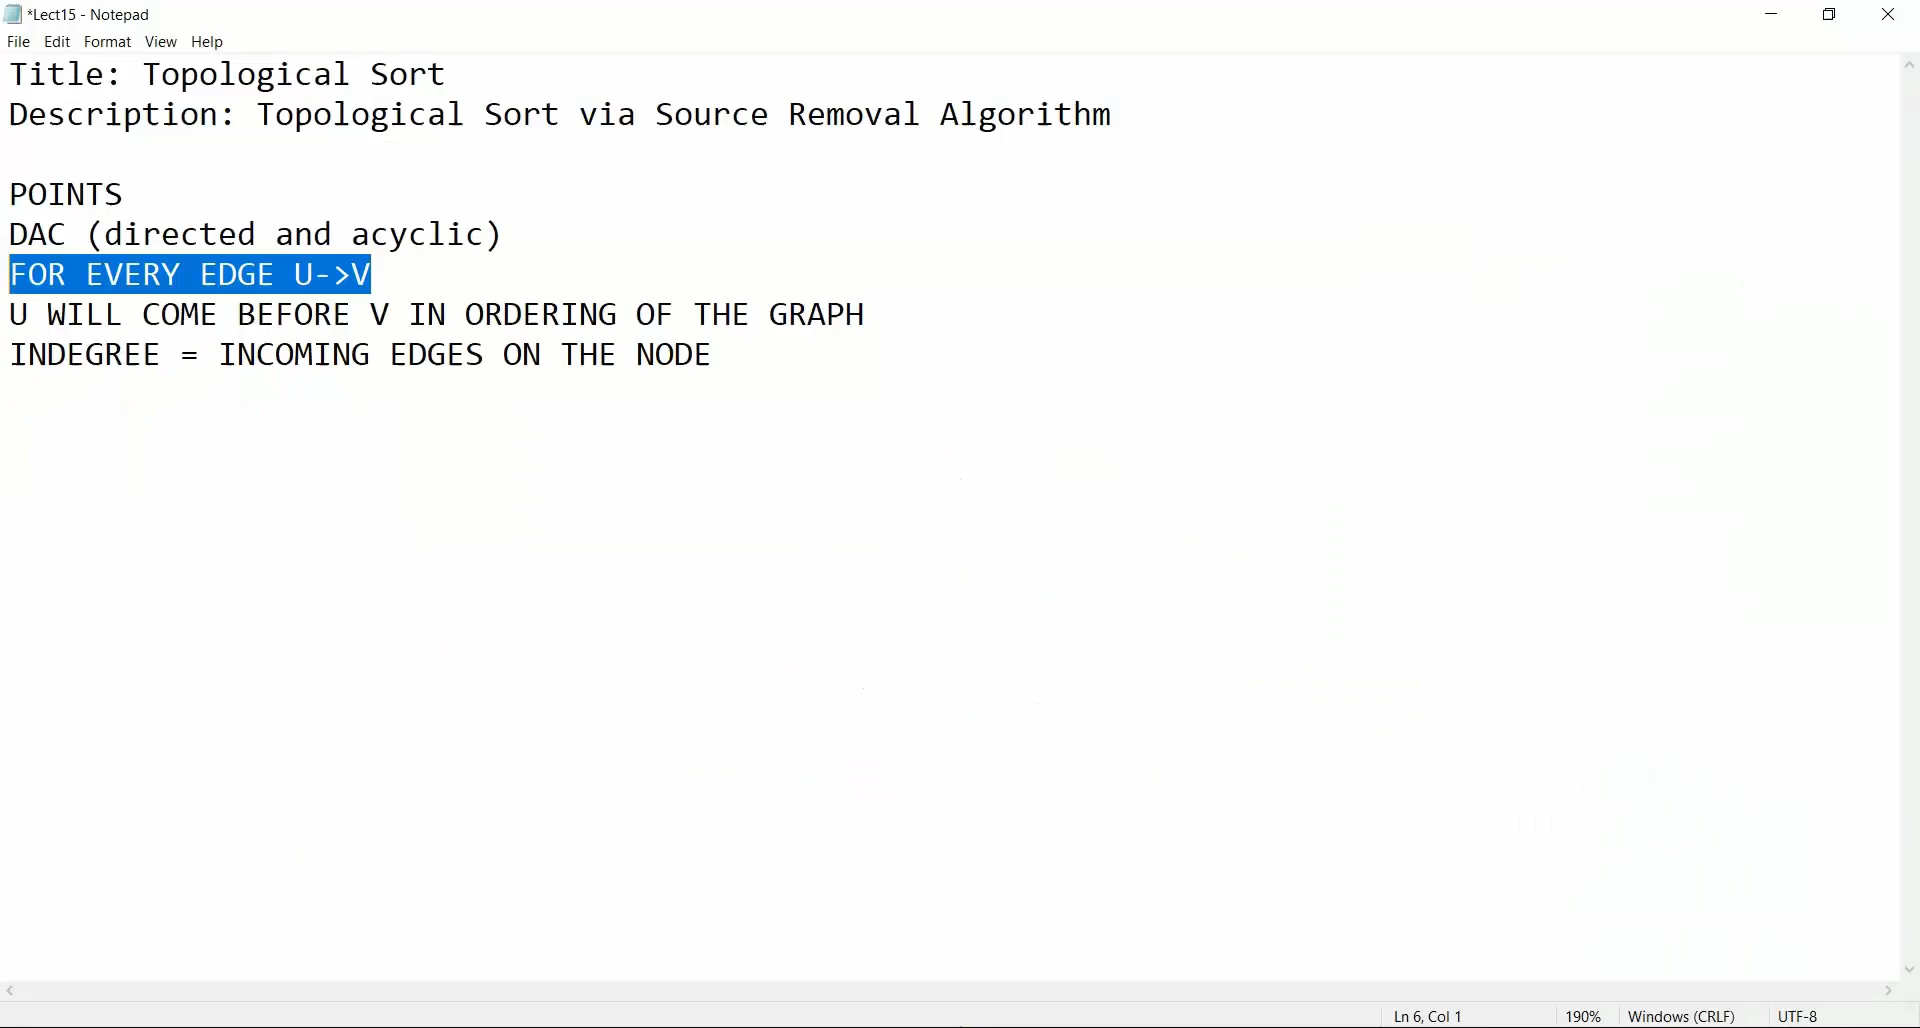 *Lect15 - Notepad
File Edit Format View Help
Title: Topological Sort
Description: Topological Sort via Source Removal Algorithm
POINTS
DAC (directed and acyclic)
FOR EVERY EDGE U->V
U WILL COME BEFORE V IN ORDERING OF THE GRAPH
INDEGREE = INCOMING EDGES ON THE NODE
Ln 6, Col 1 190% Windows (CRLF) UTF-8